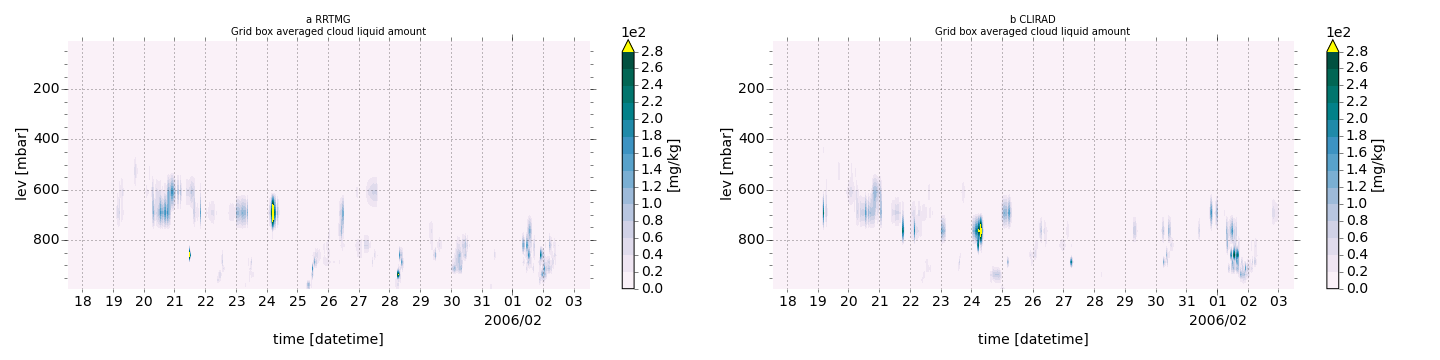 a RRTMG
Grid box averaged cloud liquid amount
1e2
2.8
2.6
2.4
2.2
2.0
1.8
1.6
1.4
1.2
1.0
0.8
0.6
0.4
0.2
0.0
[mg/kg]
lev [mbar]
200
400
600
800
18 19 20 21 22 23 24 25 26 27 28 29 30 31 01 02 03
2006/02
time [datetime]
b CLIRAD
Grid box averaged cloud liquid amount
1e2
2.8
2.6
2.4
2.2
2.0
1.8
1.6
1.4
1.2
1.0
0.8
0.6
0.4
0.2
0.0
[mg/kg]
lev [mbar]
200
400
600
800
18 19 20 21 22 23 24 25 26 27 28 29 30 31 01 02 03
2006/02
time [datetime]